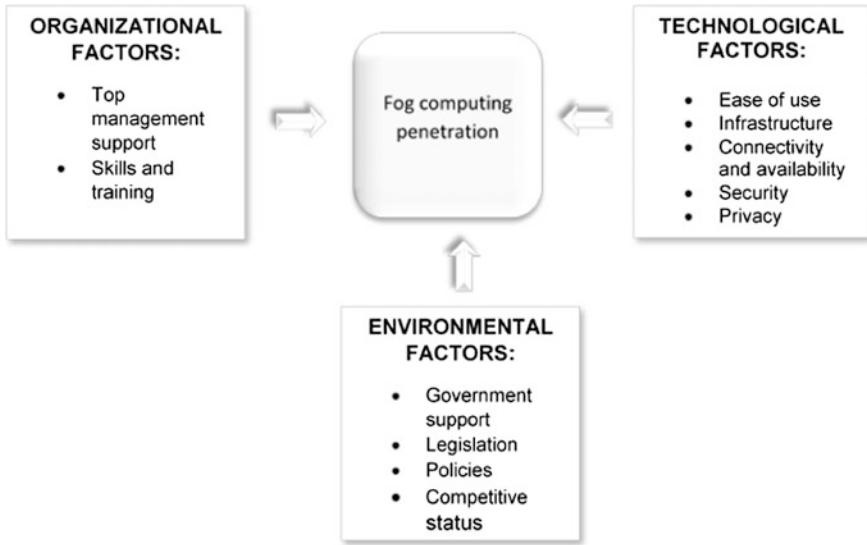 ORGANIZATIONAL
FACTORS:
• Top
management
support
• Skills and
training
Fog computing
penetration
TECHNOLOGICAL
FACTORS:
• Ease of use
• Infrastructure
• Connectivity
and availability
• Security
• Privacy
ENVIRONMENTAL
FACTORS:
• Government
support
• Legislation
• Policies
• Competitive
status